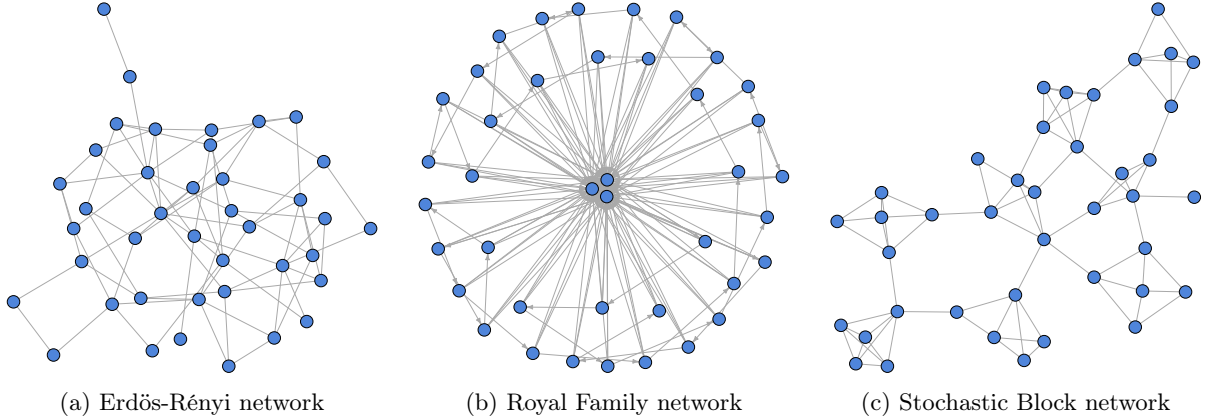 (a) Erdös-Rényi network
(b) Royal Family network
(c) Stochastic Block network